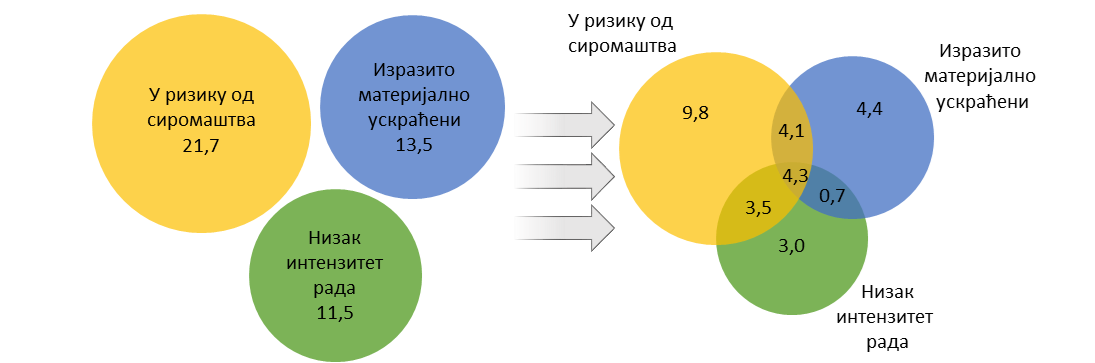 У ризику од
сиромаштва
21,7
Изразито
материјално
ускраћени
13,5
Низак
интензитет
рада
11,5
У ризику од
сиромаштва
9,8
Изразито
материјално
ускраћени
4,4
4,1
4,3
0,7
3,5
3,0
Низак
интензитет
рада